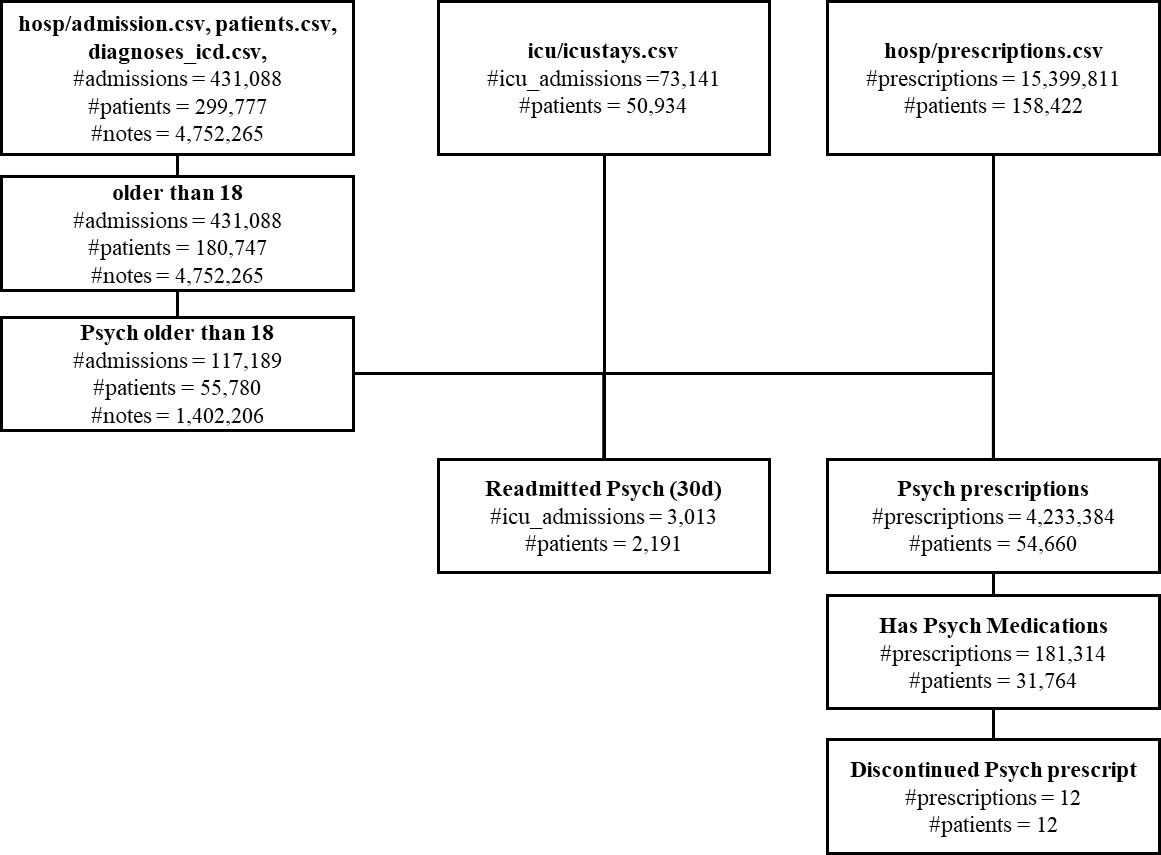 hosp/admission.csv, patients.csv,
diagnoses_icd.csv,
#admissions = 431,088
#patients = 299,777
#notes = 4,752,265
icu/icustays.csv
#icu_admissions =73,141
#patients = 50,934
hosp/prescriptions.csv
#prescriptions = 15,399,811
#patients = 158,422
older than 18
#admissions = 431,088
#patients = 180,747
#notes = 4,752,265
Psych older than 18
#admissions = 117,189
#patients = 55,780
#notes = 1,402,206
Readmitted Psych (30d)
#icu_admissions = 3,013
#patients = 2,191
Psych prescriptions
#prescriptions = 4,233,384
#patients = 54,660
Has Psych Medications
#prescriptions = 181,314
#patients = 31,764
Discontinued Psych prescript
#prescriptions = 12
#patients = 12